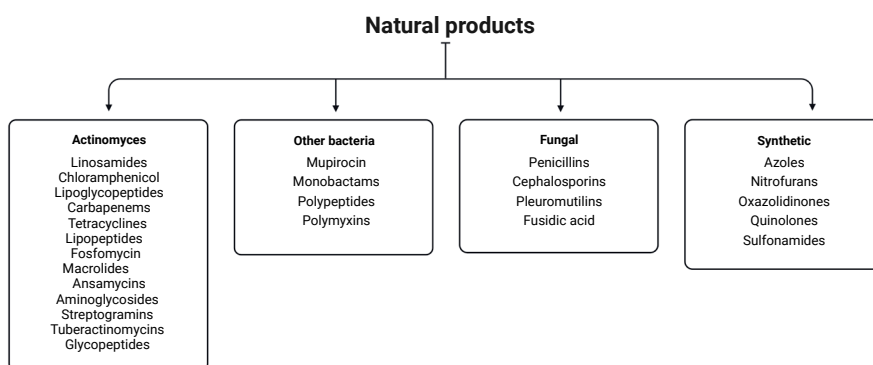 Natural products
Actinomyces
Linosamides
Chloramphenicol
Lipoglycopeptides
Carbapenems
Tetracyclines
Lipopeptides
Fosfomycin
Macrolides
Ansamycins
Aminoglycosides
Streptogramins
Tuberactinomycins
Glycopeptides
Other bacteria
Mupirocin
Monobactams
Polypeptides
Polymyxins
Fungal
Penicillins
Cephalosporins
Pleuromutilins
Fusidic acid
Synthetic
Azoles
Nitrofurans
Oxazolidinones
Quinolones
Sulfonamides